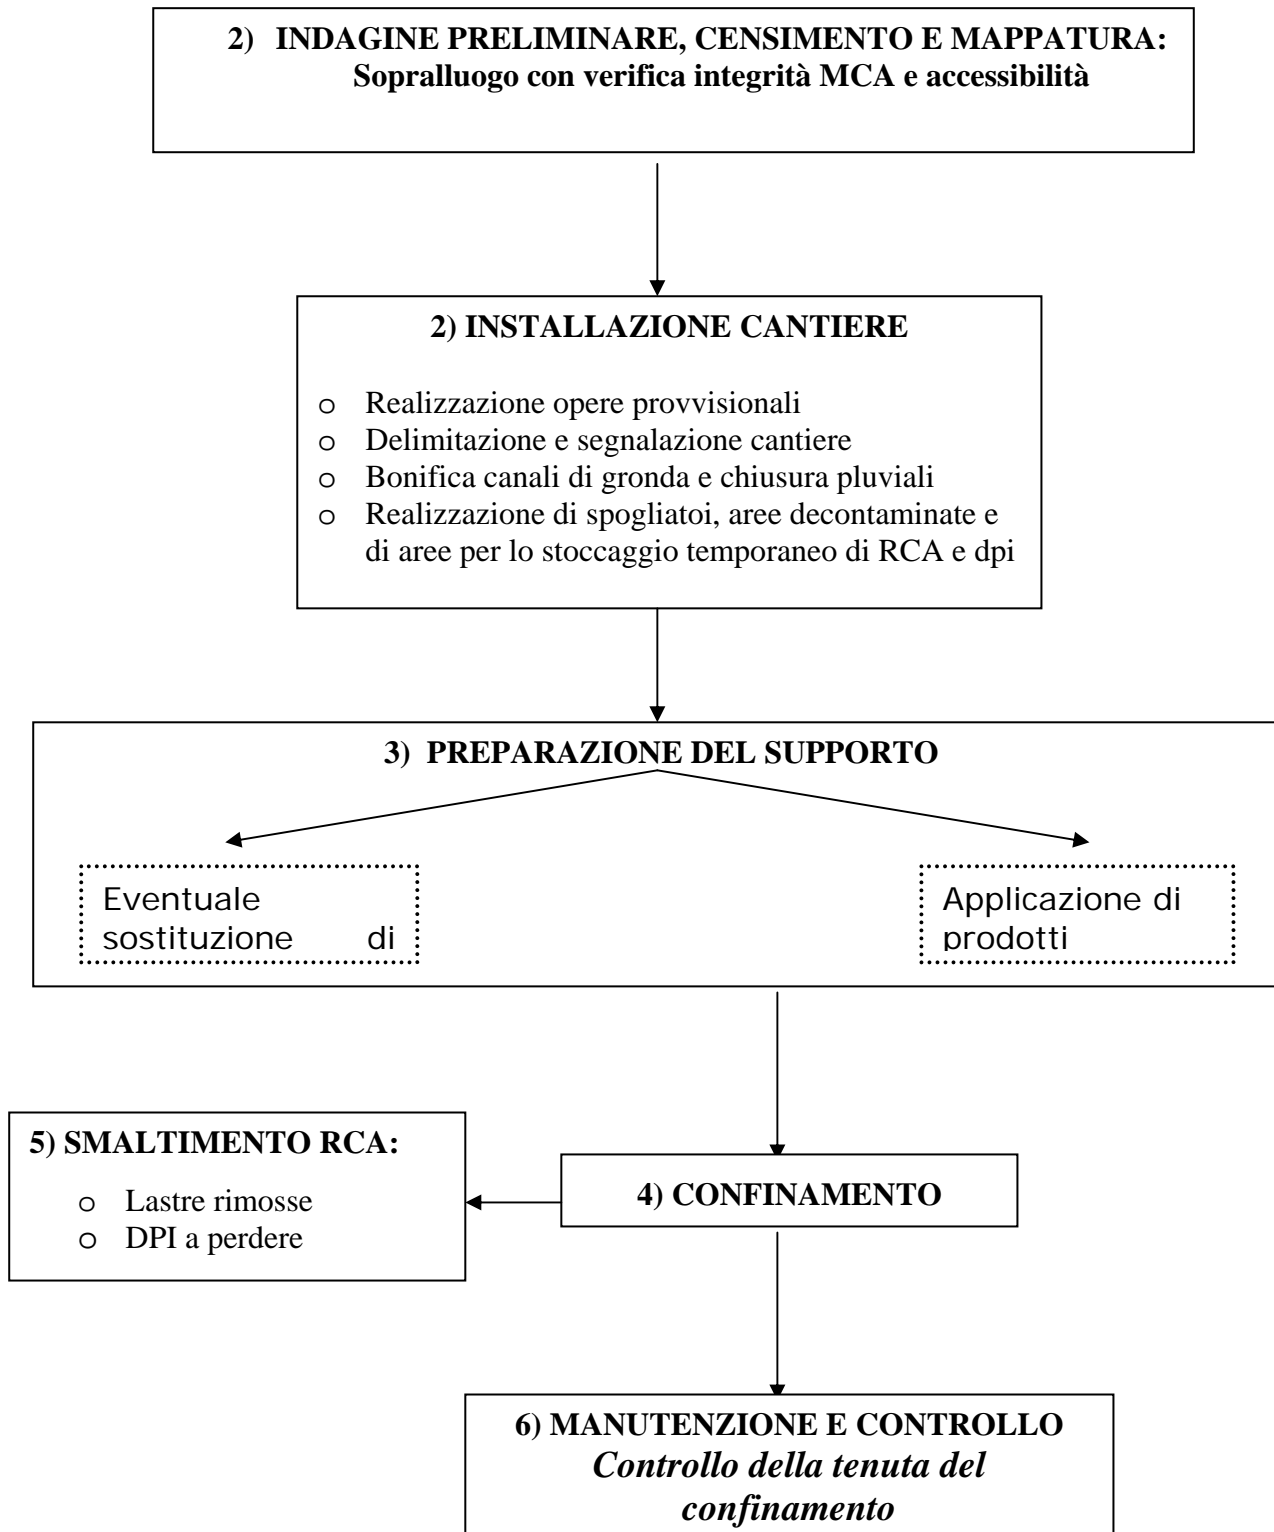 2) INDAGINE PRELIMINARE, CENSIMENTO E MAPPATURA:
Sopralluogo con verifica integrità MCA e accessibilità
2) INSTALLAZIONE CANTIERE
o Realizzazione opere provvisionali
o Delimitazione e segnalazione cantiere
o Bonifica canali di gronda e chiusura pluviali
o Realizzazione di spogliatoi, aree decontaminate e
di aree per lo stoccaggio temporaneo di RCA e dpi
3) PREPARAZIONE DEL SUPPORTO
Eventuale
sostituzione di
Applicazione di
prodotti
5) SMALTIMENTO RCA:
o Lastre rimosse
o DPI a perdere
4) CONFINAMENTO
6) MANUTENZIONE E CONTROLLO
Controllo della tenuta del
confinamento